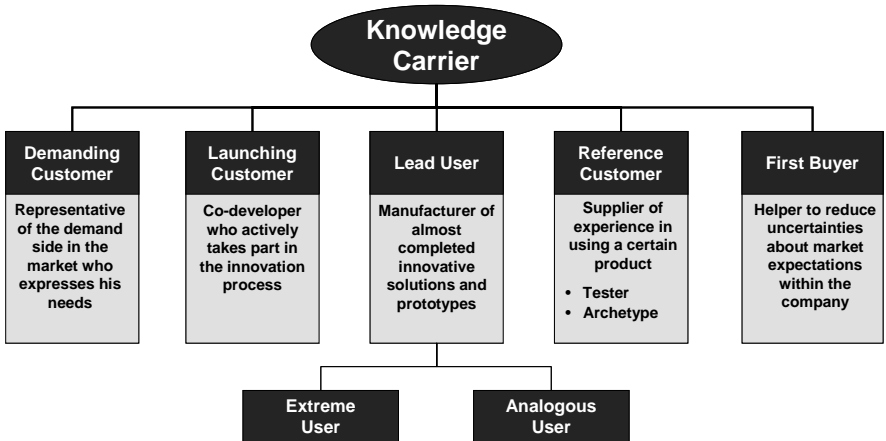 Knowledge
Carrier
Demanding
Customer
Representative
of the demand
side in the
market who
expresses his
needs
Launching
Customer
Co-developer
who actively
takes part in
the innovation
process
Lead User
Manufacturer of
almost
completed
innovative
solutions and
prototypes
Reference
Customer
Supplier of
experience in
using a certain
product
• Tester
• Archetype
First Buyer
Helper to reduce
uncertainties
about market
expectations
within the
company
Extreme
User
Analogous
User